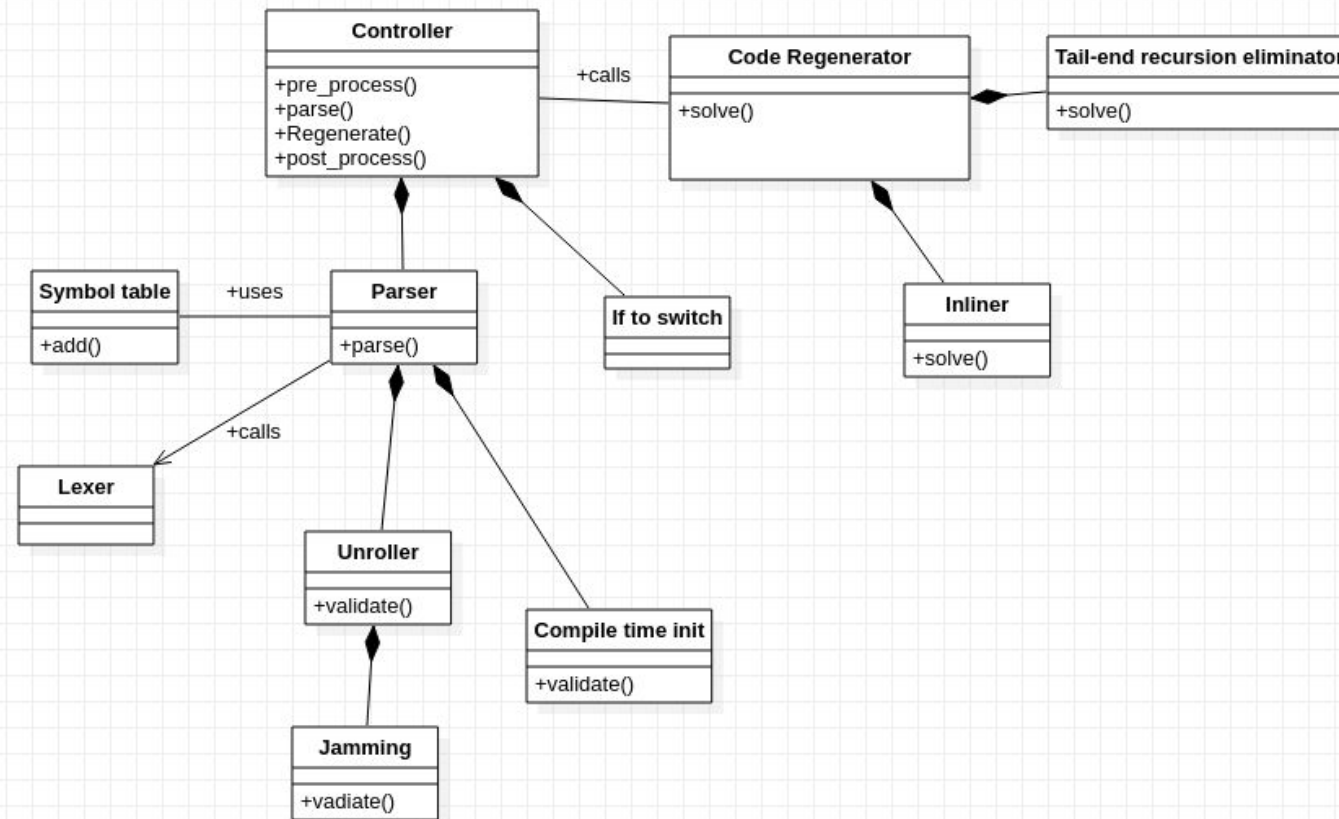 Controller
+pre_process()
+parse()
+Regenerate()
+post_process()
+calls
Code Regenerator
+solve()
Tail-end recursion eliminator
+solve()
Symbol table
+add()
+uses
Parser
+parse()
If to switch
Inliner
+solve()
+calls
Lexer
Unroller
+validate()
Compile time init
+validate()
Jamming
+vadiate()